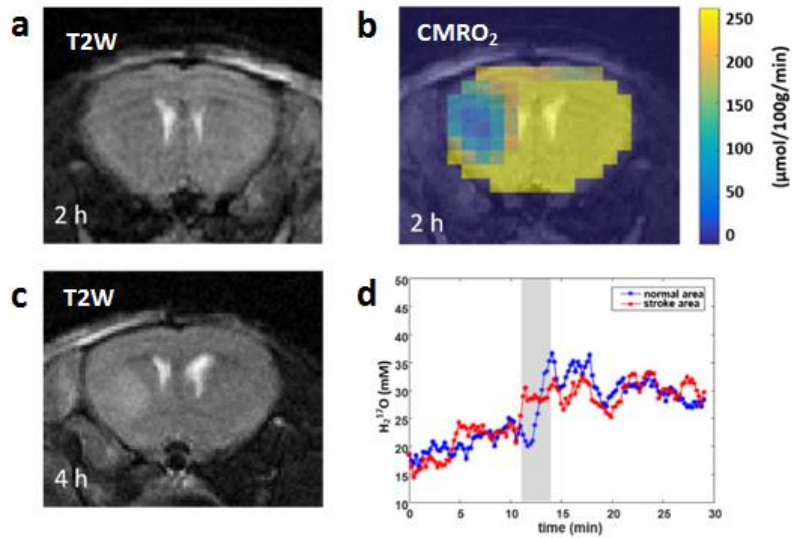 a
T2W
2 h
b
CMRO₂
2 h
250
200
150
100
50
0
(μmol/100g/min)
c
T2W
4 h
d
normal area
stroke area
H₂¹⁷O (mM)
50
45
40
35
30
25
20
15
10
0 5 10 15 20 25 30
time (min)